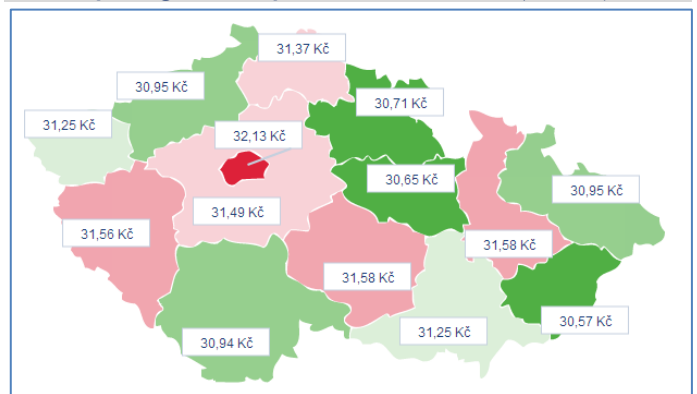 31,37 Kč
30,95 Kč
30,71 Kč
31,25 Kč
32,13 Kč
30,65 Kč
30,95 Kč
31,49 Kč
31,56 Kč
31,58 Kč
31,58 Kč
30,57 Kč
31,25 Kč
30,94 Kč